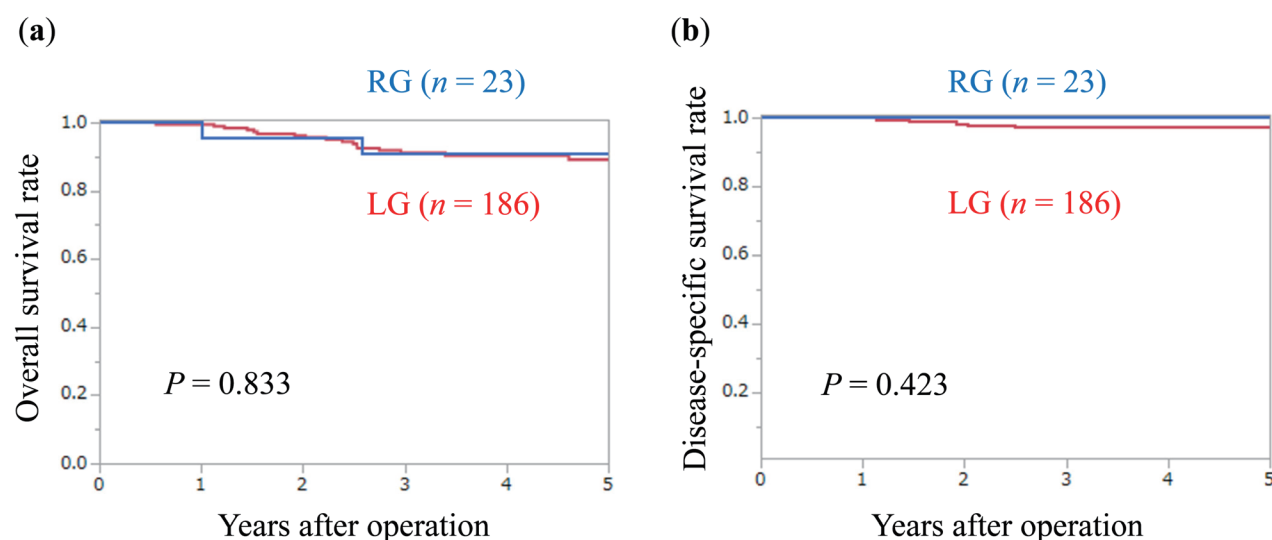 (a)
RG (n = 23)
LG (n = 186)
P = 0.833
Overall survival rate
1.0
0.8
0.6
0.4
0.2
0.0
0 1 2 3 4 5
Years after operation
(b)
RG (n = 23)
LG (n = 186)
P = 0.423
Disease-specific survival rate
1.0
0.8
0.6
0.4
0.2
0 1 2 3 4 5
Years after operation